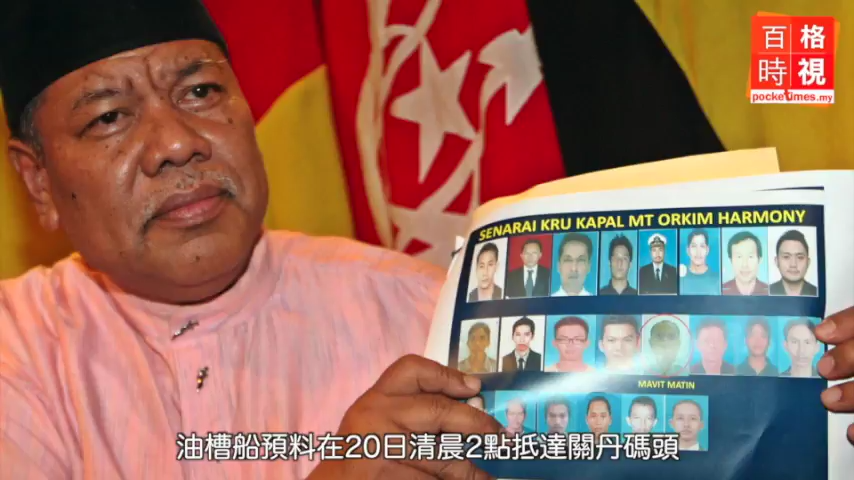 百格
時視
pocketimes.my
SENARAI KRU KAPAL MT ORKIM HARMONY
MAVIT MATIN
油槽船預料在20日清晨2點抵達關丹碼頭